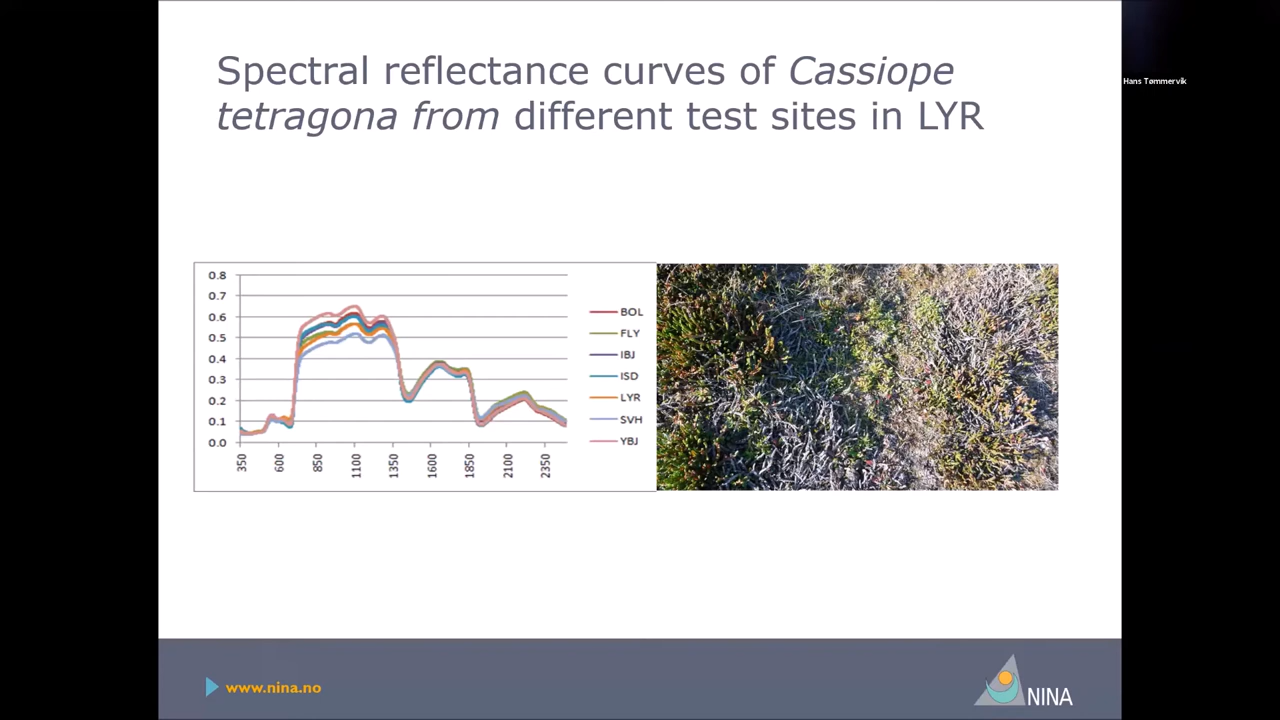 Spectral reflectance curves of Cassiope
tetragona from different test sites in LYR
Hans Tømmervik
0.8
0.7
0.6
0.5
0.4
0.3
0.2
0.1
0.0
350
600
850
1100
1350
1600
1850
2100
2350
BOL
FLY
IBJ
ISD
LYR
SVH
YBJ
www.nina.no
NINA